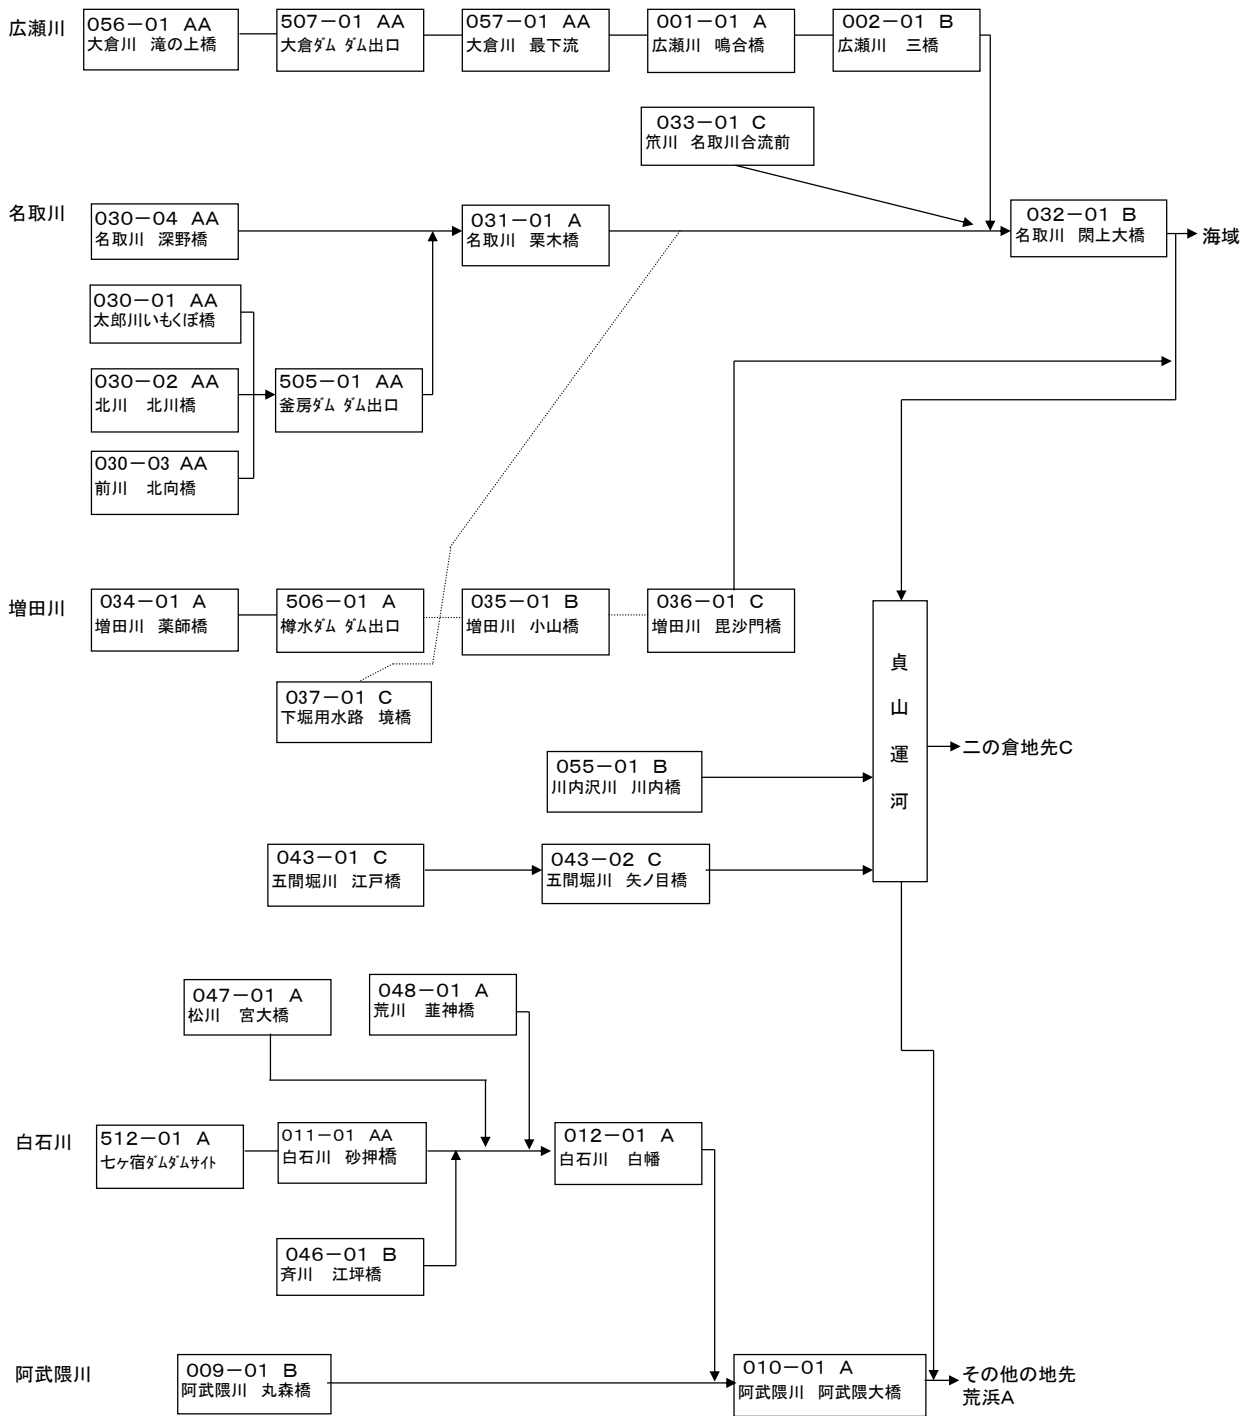 広瀬川
056－01 AA
大倉川 滝の上橋
507－01 AA
大倉ダム ダム出口
057－01 AA
大倉川 最下流
001－01 A
広瀬川 鳴合橋
002－01 B
広瀬川 三橋
033－01 C
笊川 名取川合流前
名取川
030－04 AA
名取川 深野橋
031－01 A
名取川 栗木橋
032－01 B
名取川 閖上大橋
海域
030－01 AA
太郎川いもくぼ橋
030－02 AA
北川 北川橋
505－01 AA
釜房ダム ダム出口
030－03 AA
前川 北向橋
増田川
034－01 A
増田川 薬師橋
506－01 A
樽水ダム ダム出口
035－01 B
増田川 小山橋
036－01 C
増田川 毘沙門橋
037－01 C
下堀用水路 境橋
貞山運河
二の倉地先C
055－01 B
川内沢川 川内橋
043－01 C
五間堀川 江戸橋
043－02 C
五間堀川 矢ノ目橋
047－01 A
松川 宮大橋
048－01 A
荒川 韮神橋
白石川
512－01 A
七ヶ宿ダムダムサイト
011－01 AA
白石川 砂押橋
012－01 A
白石川 白幡
046－01 B
斉川 江坪橋
阿武隈川
009－01 B
阿武隈川 丸森橋
010－01 A
阿武隈川 阿武隈大橋
その他の地先
荒浜A